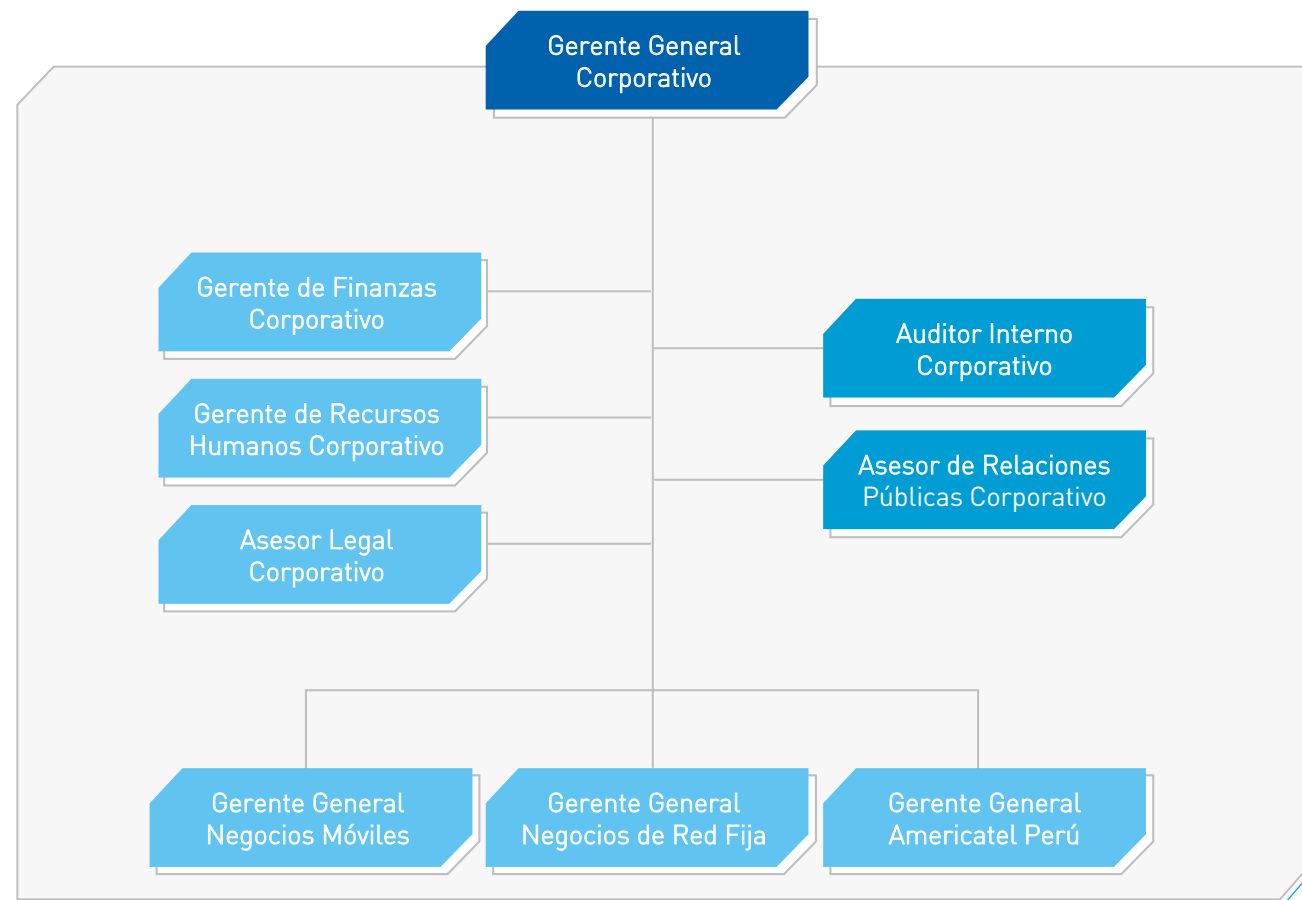 Gerente General
Corporativo
Gerente de Finanzas
Corporativo
Gerente de Recursos
Humanos Corporativo
Asesor Legal
Corporativo
Auditor Interno
Corporativo
Asesor de Relaciones
Públicas Corporativo
Gerente General
Negocios Móviles
Gerente General
Negocios de Red Fija
Gerente General
Americatel Perú